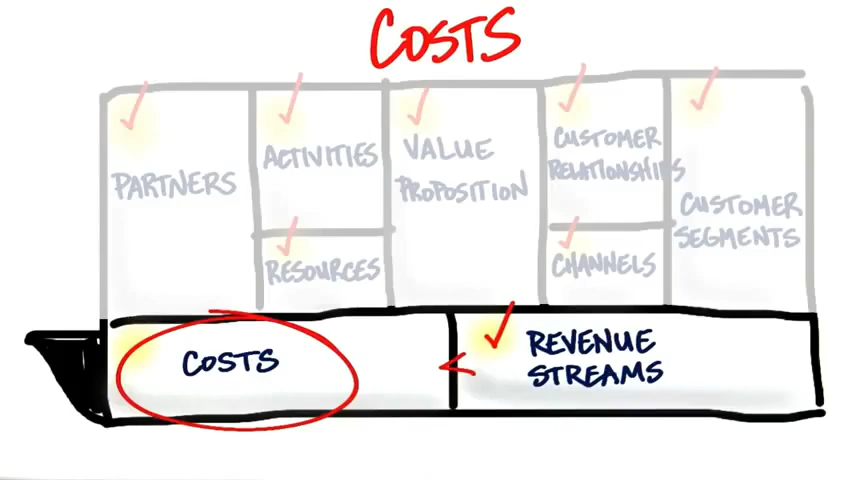 COSTS
PARTNERS
ACTIVITIES
RESOURCES
VALUE
PROPOSITION
CUSTOMER
RELATIONSHIPS
CHANNELS
CUSTOMER
SEGMENTS
COSTS
<
REVENUE
STREAMS